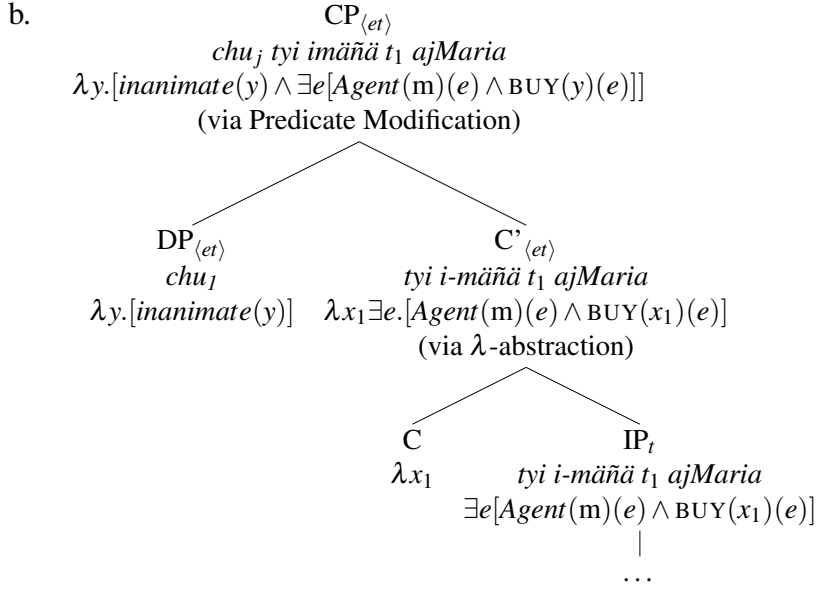 b. CP⟨et⟩
chuⱼ tyi imäñä t₁ ajMaria
λy.[inanimate(y) ∧ ∃e[Agent(m)(e) ∧ BUY(y)(e)]]
(via Predicate Modification)
DP⟨et⟩ C’⟨et⟩
chu₁ tyi i-mäñä t₁ ajMaria
λy.[inanimate(y)] λx₁∃e.[Agent(m)(e) ∧ BUY(x₁)(e)]
(via λ-abstraction)
C IPₜ
λx₁ tyi i-mäñä t₁ ajMaria
∃e[Agent(m)(e) ∧ BUY(x₁)(e)]
...